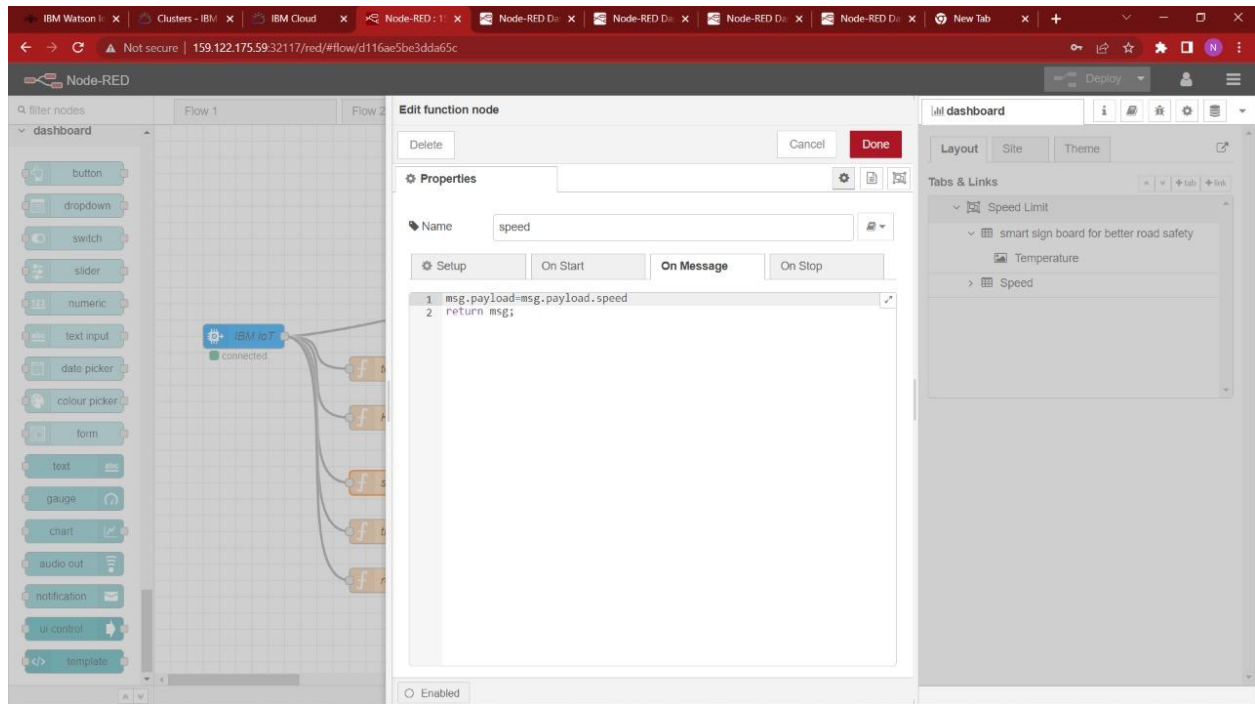 IBM Watson Io
Clusters - IBM
IBM Cloud
Node-RED : 15
Node-RED Da
Node-RED Da
Node-RED Da
Node-RED Da
New Tab
Not secure | 159.122.175.59:32117/red/#flow/d116ae5be3dda65c
N
Node-RED
Deploy
filter nodes
Flow 1
Flow 2
Edit function node
dashboard
i
dashboard
Delete
Cancel
Done
Layout
Site
Theme
button
Properties
Tabs & Links
tab
link
dropdown
Speed Limit
Name
speed
switch
smart sign board for better road safety
Temperature
slider
Setup
On Start
On Message
On Stop
Speed
numeric
1 msg.payload=msg.payload.speed
2 return msg;
text input
IBM IoT
connected
date picker
colour picker
form
text
gauge
chart
audio out
notification
ui control
template
Enabled